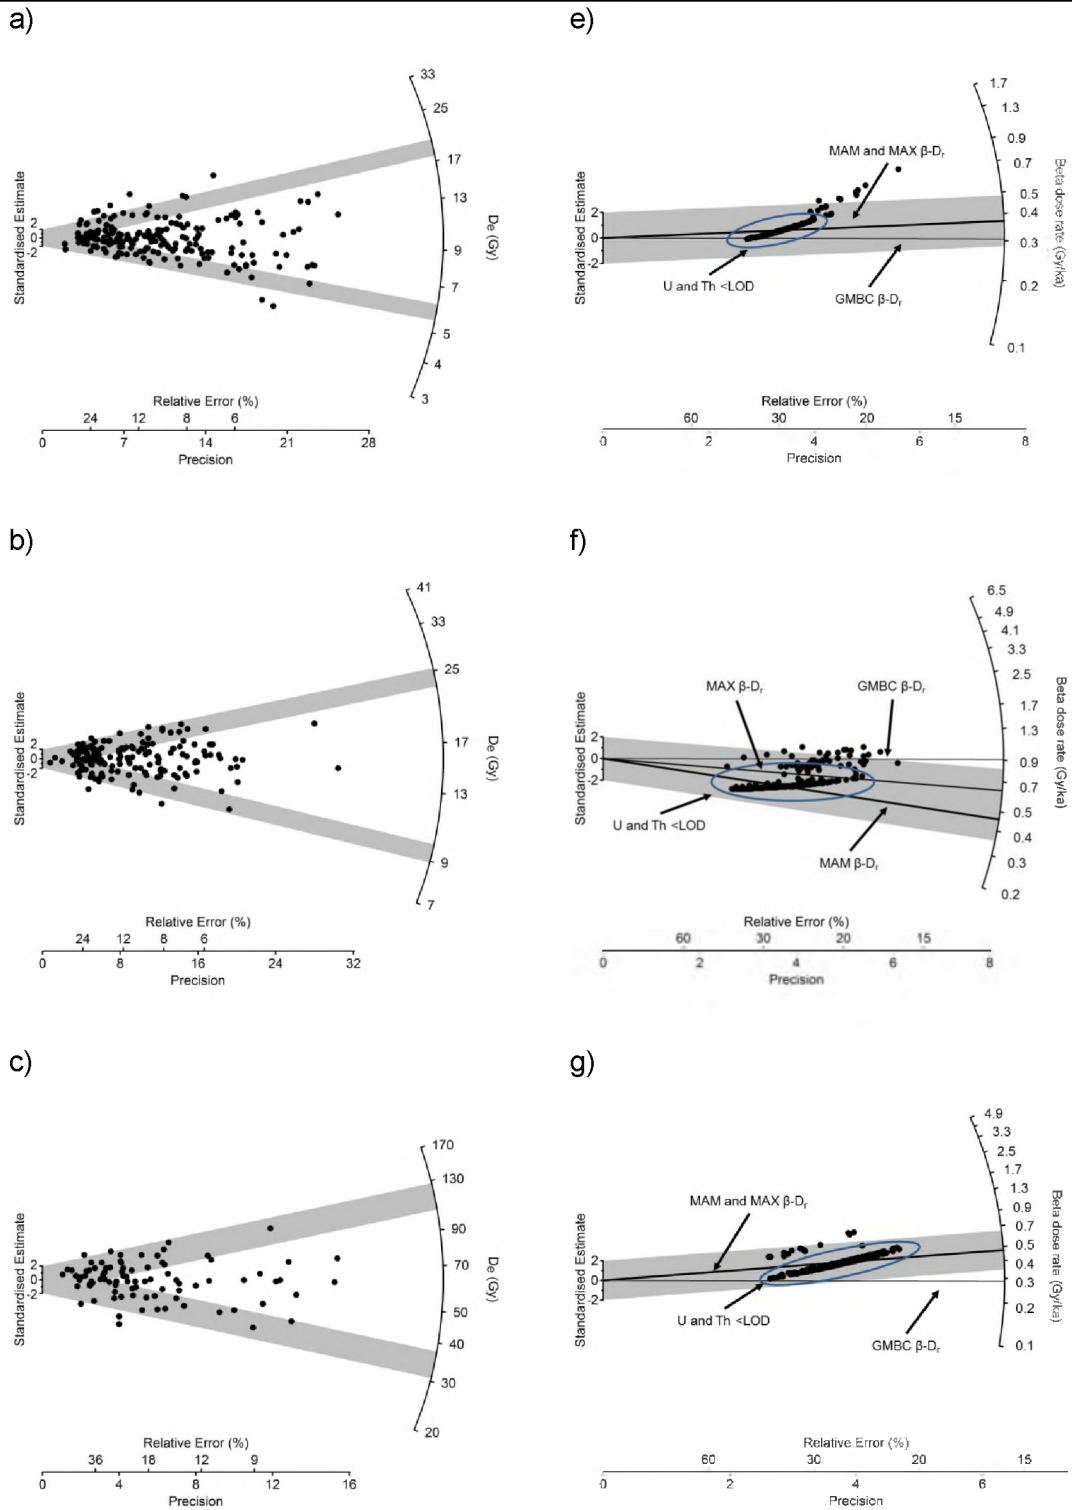 a)
33
25
17
13
9
7
5
4
3
De (Gy)
Standardised Estimate
2
0
-2
Relative Error (%)
24 12 8 6
0 7 14 21 28
Precision
e)
1.7
1.3
0.9
0.7
0.5
0.4
0.3
0.2
0.1
Beta dose rate (Gy/ka)
MAM and MAX β-Dr
Standardised Estimate
2
0
-2
U and Th <LOD
GMBC β-Dr
Relative Error (%)
60 30 20 15
0 2 4 6 8
Precision
b)
41
33
25
17
13
9
7
De (Gy)
Standardised Estimate
2
0
-2
Relative Error (%)
24 12 8 6
0 8 16 24 32
Precision
f)
6.5
4.9
4.1
3.3
2.5
1.7
1.3
0.9
0.7
0.5
0.4
0.3
0.2
Beta dose rate (Gy/ka)
MAX β-Dr
GMBC β-Dr
Standardised Estimate
2
0
-2
U and Th <LOD
MAM β-Dr
Relative Error (%)
60 30 20 15
0 2 4 6 8
Precision
c)
170
130
90
70
50
40
30
20
De (Gy)
Standardised Estimate
2
0
-2
Relative Error (%)
36 18 12 9
0 4 8 12 16
Precision
g)
4.9
3.3
2.5
1.7
1.3
0.9
0.7
0.5
0.4
0.3
0.2
0.1
Beta dose rate (Gy/ka)
MAM and MAX β-Dr
Standardised Estimate
2
0
-2
U and Th <LOD
GMBC β-Dr
Relative Error (%)
60 30 20 15
0 2 4 6
Precision